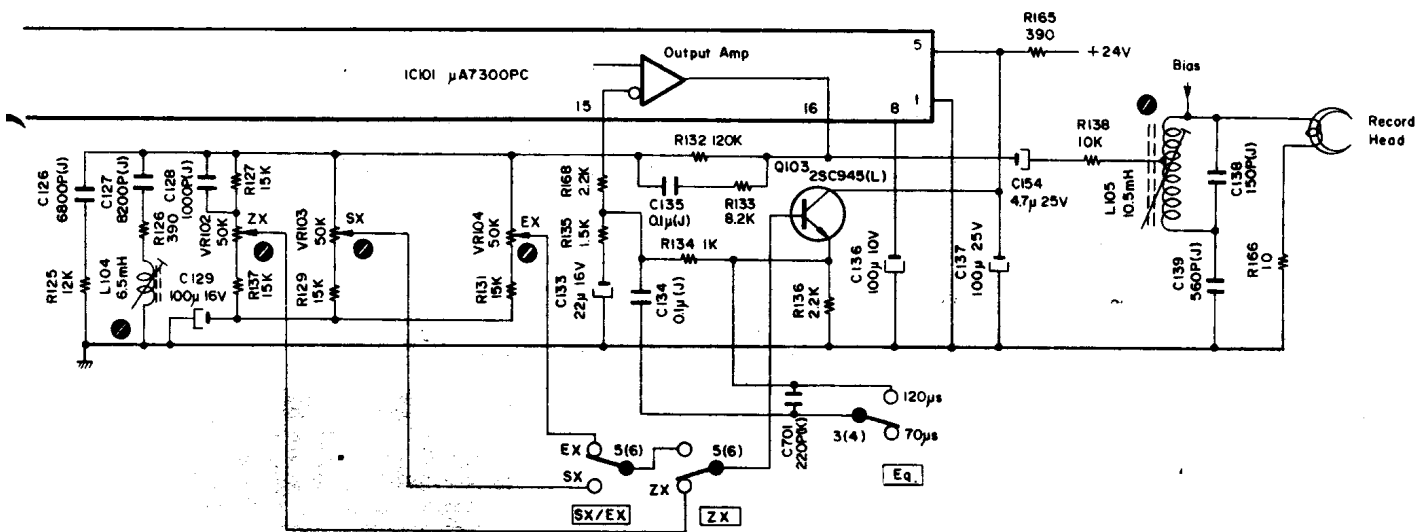 R165
390
+24V
5
Output Amp
IC101 μA7300PC
1
Bias
15
16
8
R138
10K
Record
Head
R132 120K
Q103
2SC945(L)
C126
6800P(J)
C127
8200P(J)
C128
1000P(J)
R127
15K
R168
2.2K
C135
0.1μ(J)
R133
8.2K
C154
4.7μ 25V
L105
10.5mH
C138
150P(J)
R126
390
VR102
50K
ZX
VR103
50K
SX
VR104
50K
EX
R135
1.5K
R134 1K
R125
12K
L104
6.5mH
C129
100μ 16V
R137
15K
R129
15K
R131
15K
C133
22μ 16V
C134
0.1μ(J)
R136
2.2K
C136
100μ 10V
C137
100μ 25V
C139
560P(J)
R166
10
120μs
C701
220P(K)
3(4)
70μs
EX
5(6)
5(6)
SX
ZX
Eq.
SX/EX
ZX